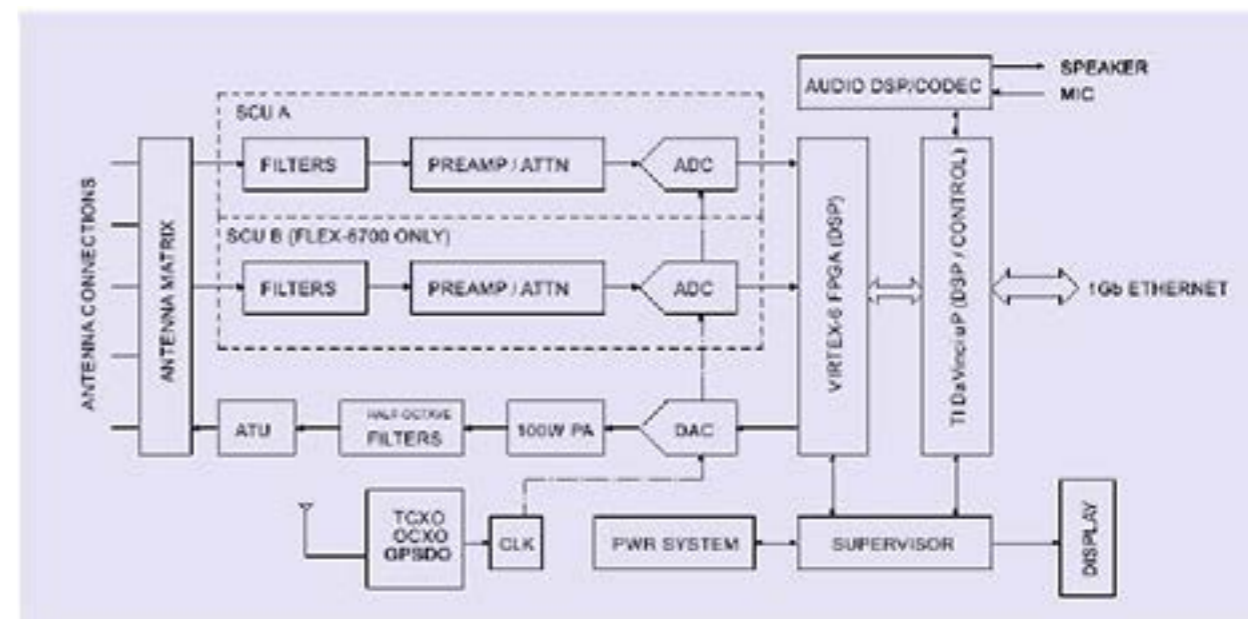 AUDIO DSP/CODEC
SPEAKER
MIC
SCU A
FILTERS
PREAMP / ATTN
ADC
SCU B (FLEX-6700 ONLY)
FILTERS
PREAMP / ATTN
ADC
ANTENNA CONNECTIONS
ANTENNA MATRIX
VIRTEX-6 FPGA (DSP)
TI DaVinci uP (DSP / CONTROL)
1Gb ETHERNET
ATU
HALF-OCTAVE
FILTERS
100W PA
DAC
TCXO
OCXO
GPSDO
CLK
PWR SYSTEM
SUPERVISOR
DISPLAY